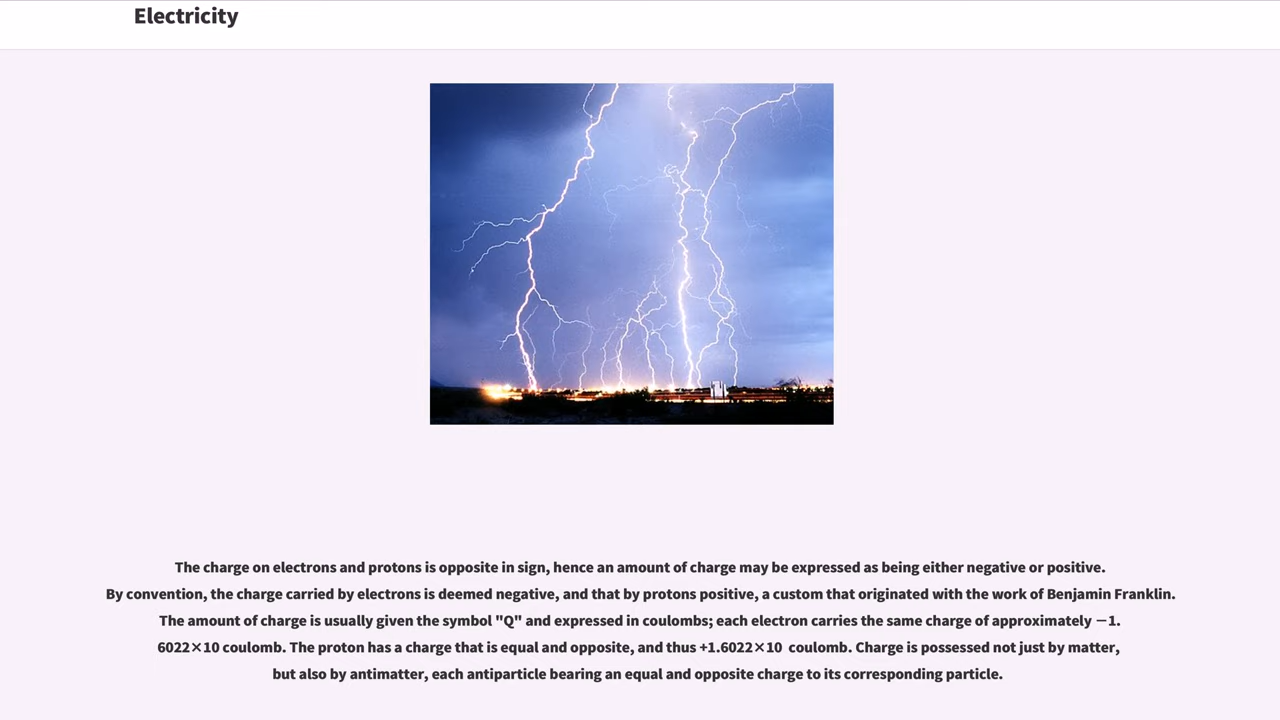 Electricity
The charge on electrons and protons is opposite in sign, hence an amount of charge may be expressed as being either negative or positive.
By convention, the charge carried by electrons is deemed negative, and that by protons positive, a custom that originated with the work of Benjamin Franklin.
The amount of charge is usually given the symbol "Q" and expressed in coulombs; each electron carries the same charge of approximately −1.
6022×10 coulomb. The proton has a charge that is equal and opposite, and thus +1.6022×10  coulomb. Charge is possessed not just by matter,
but also by antimatter, each antiparticle bearing an equal and opposite charge to its corresponding particle.